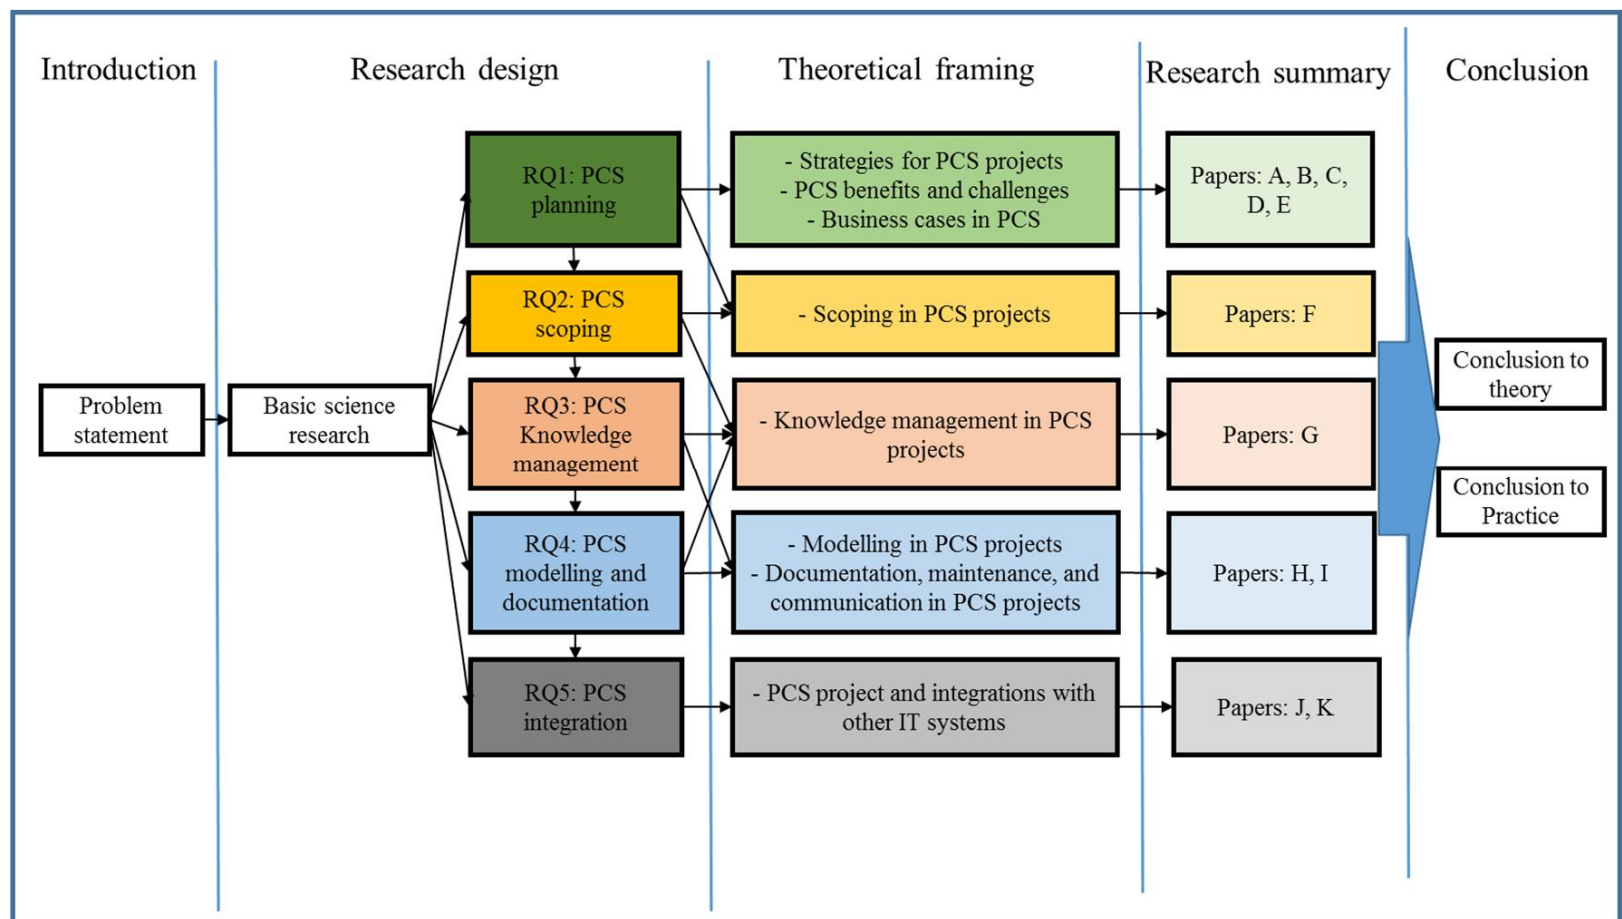 Introduction
Research design
Theoretical framing
Research summary
Conclusion
Problem
statement
Basic science
research
RQ1: PCS
planning
RQ2: PCS
scoping
RQ3: PCS
Knowledge
management
RQ4: PCS
modelling and
documentation
RQ5: PCS
integration
- Strategies for PCS projects
- PCS benefits and challenges
- Business cases in PCS
- Scoping in PCS projects
- Knowledge management in PCS
projects
- Modelling in PCS projects
- Documentation, maintenance, and
communication in PCS projects
- PCS project and integrations with
other IT systems
Papers: A, B, C,
D, E
Papers: F
Papers: G
Papers: H, I
Papers: J, K
Conclusion to
theory
Conclusion to
Practice